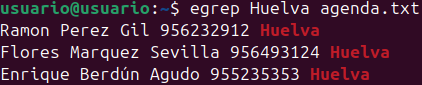 usuario@usuario:~$ egrep Huelva agenda.txt
Ramon Perez Gil 956232912 Huelva
Flores Marquez Sevilla 956493124 Huelva
Enrique Berdún Agudo 955235353 Huelva